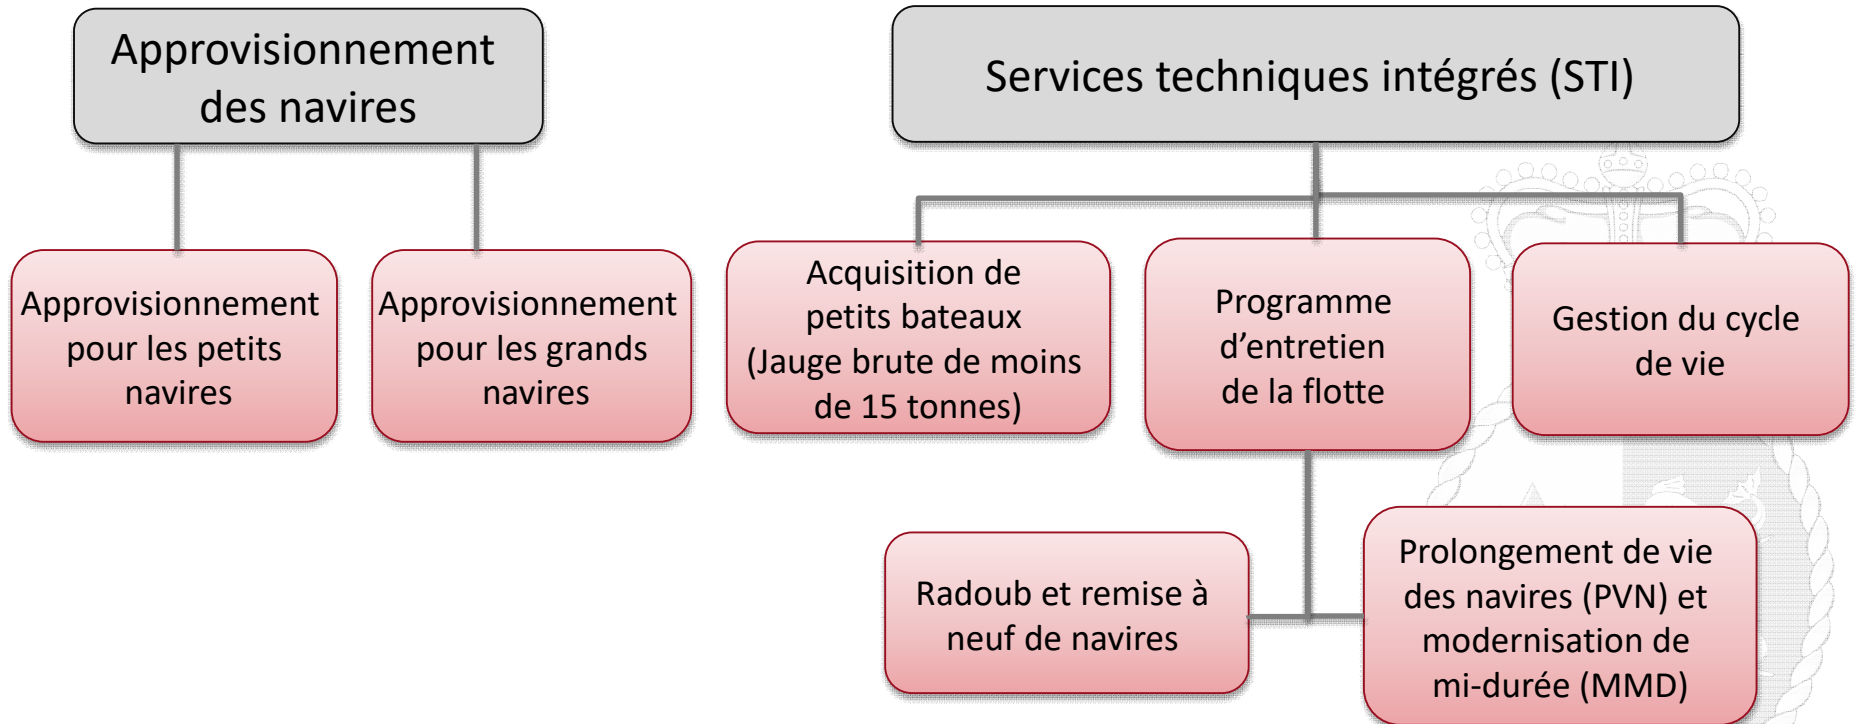 Approvisionnement
des navires
Services techniques intégrés (STI)
Approvisionnement
pour les petits
navires
Approvisionnement
pour les grands
navires
Acquisition de
petits bateaux
(Jauge brute de moins
de 15 tonnes)
Programme
d’entretien
de la flotte
Gestion du cycle
de vie
Radoub et remise à
neuf de navires
Prolongement de vie
des navires (PVN) et
modernisation de
mi-durée (MMD)